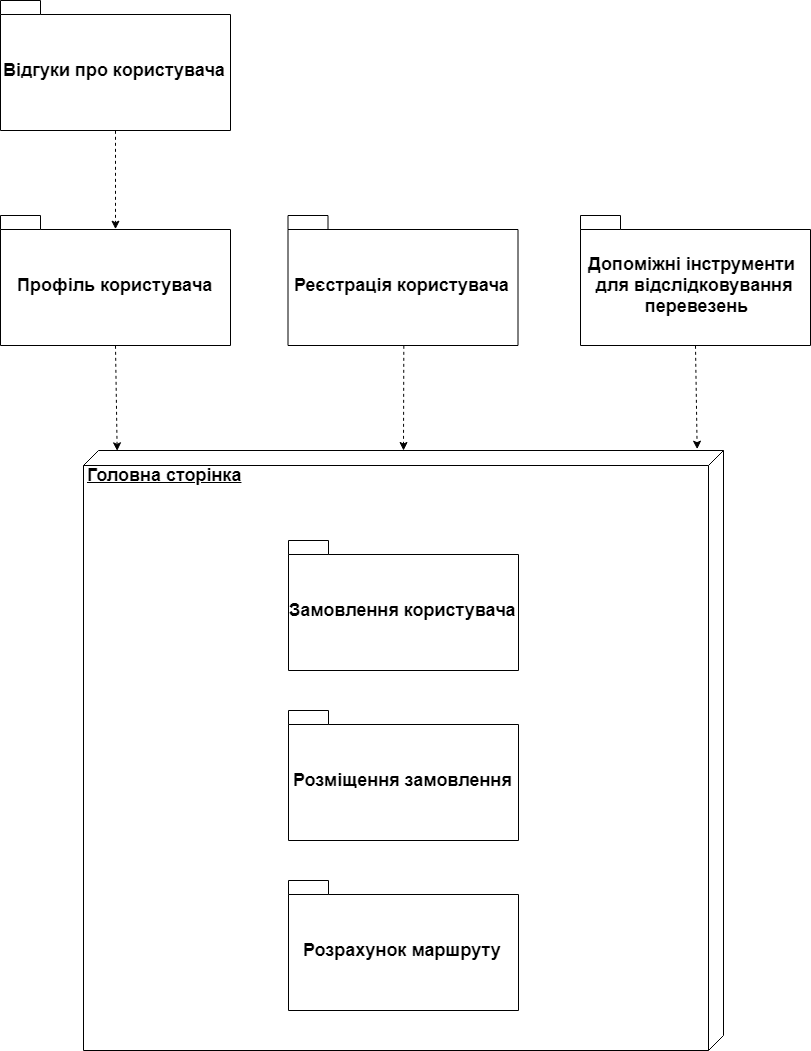 Відгуки про користувача
Профіль користувача
Реєстрація користувача
Допоміжні інструменти
для відслідковування
перевезень
Головна сторінка
Замовлення користувача
Розміщення замовлення
Розрахунок маршруту